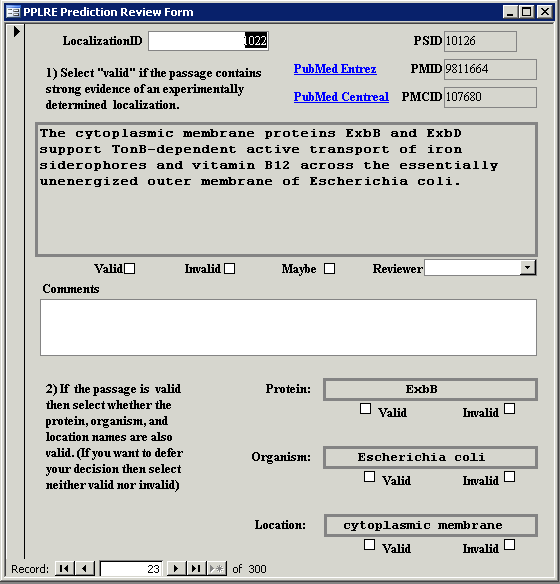 PPLRE Prediction Review Form
LocalizationID 1022 PSID 10126
1) Select "valid" if the passage contains strong evidence of an experimentally determined localization.
PubMed Entrez PMID 9811664
PubMed Centreal PMCID 107680
The cytoplasmic membrane proteins ExbB and ExbD
support TonB-dependent active transport of iron
siderophores and vitamin B12 across the essentially
unenergized outer membrane of Escherichia coli.
Valid Invalid Maybe Reviewer
Comments
2) If the passage is valid
then select whether the
protein, organism, and
location names are also
valid. (If you want to defer
your decision then select
neither valid nor invalid)
Protein: ExbB
Valid Invalid
Organism: Escherichia coli
Valid Invalid
Location: cytoplasmic membrane
Valid Invalid
Record: 23 of 300